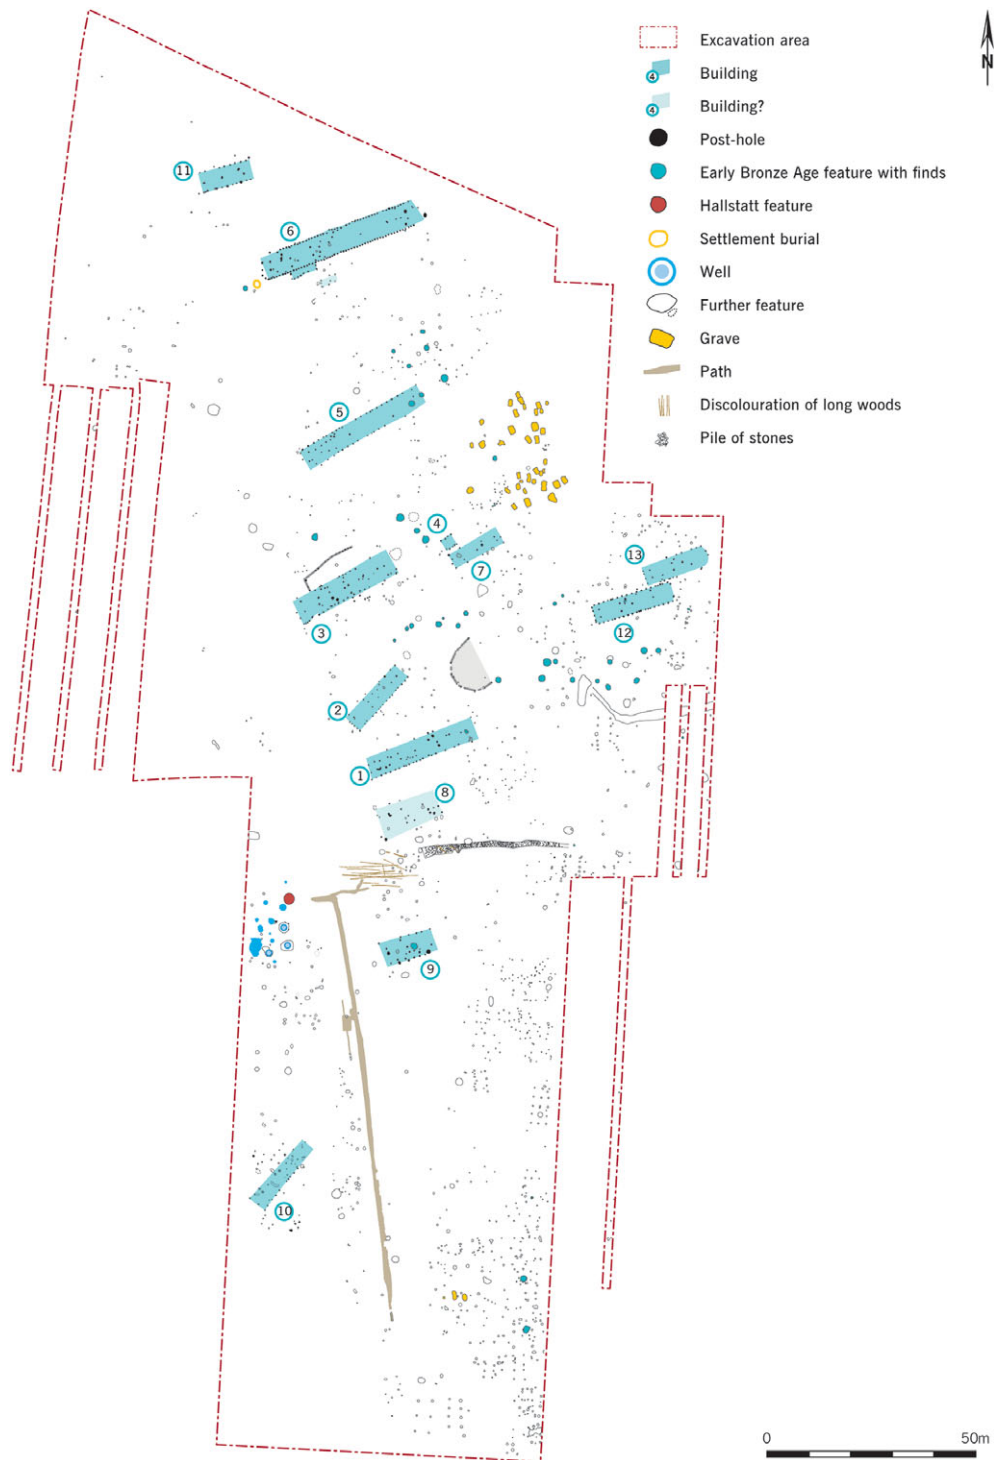 N
Excavation area
4 Building
4 Building?
Post-hole
Early Bronze Age feature with finds
Hallstatt feature
Settlement burial
Well
Further feature
Grave
Path
Discolouration of long woods
Pile of stones
11
6
5
4
7
13
3
12
2
1
8
9
10
0 50m